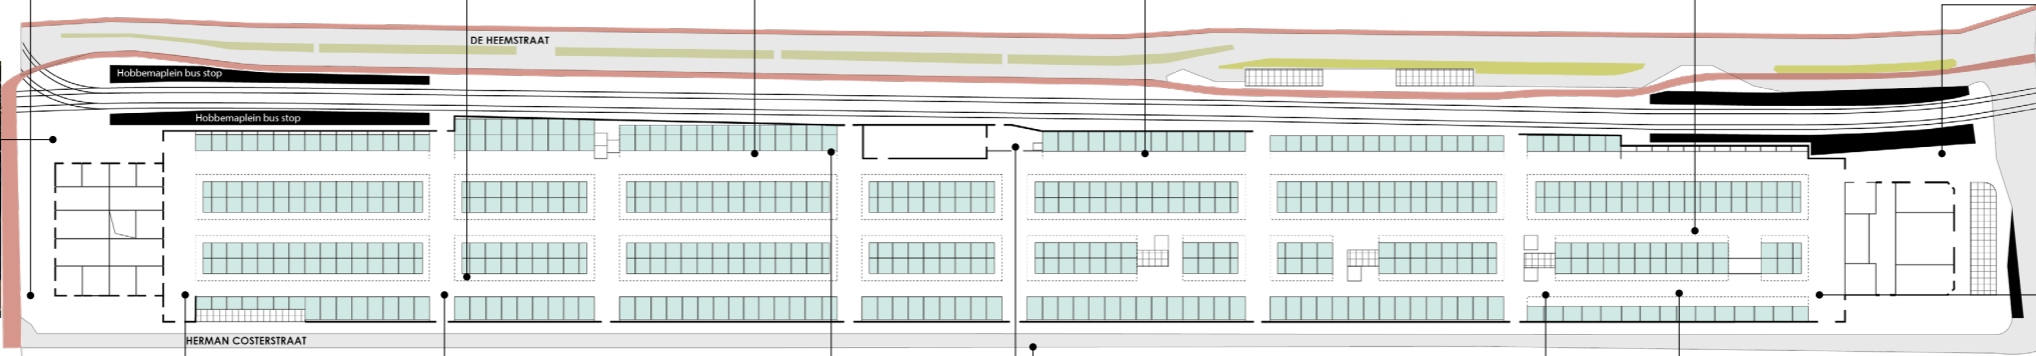 DE HEEMSTRAAT
Hobbemaplein bus stop
Hobbemaplein bus stop
HERMAN COSTERSTRAAT